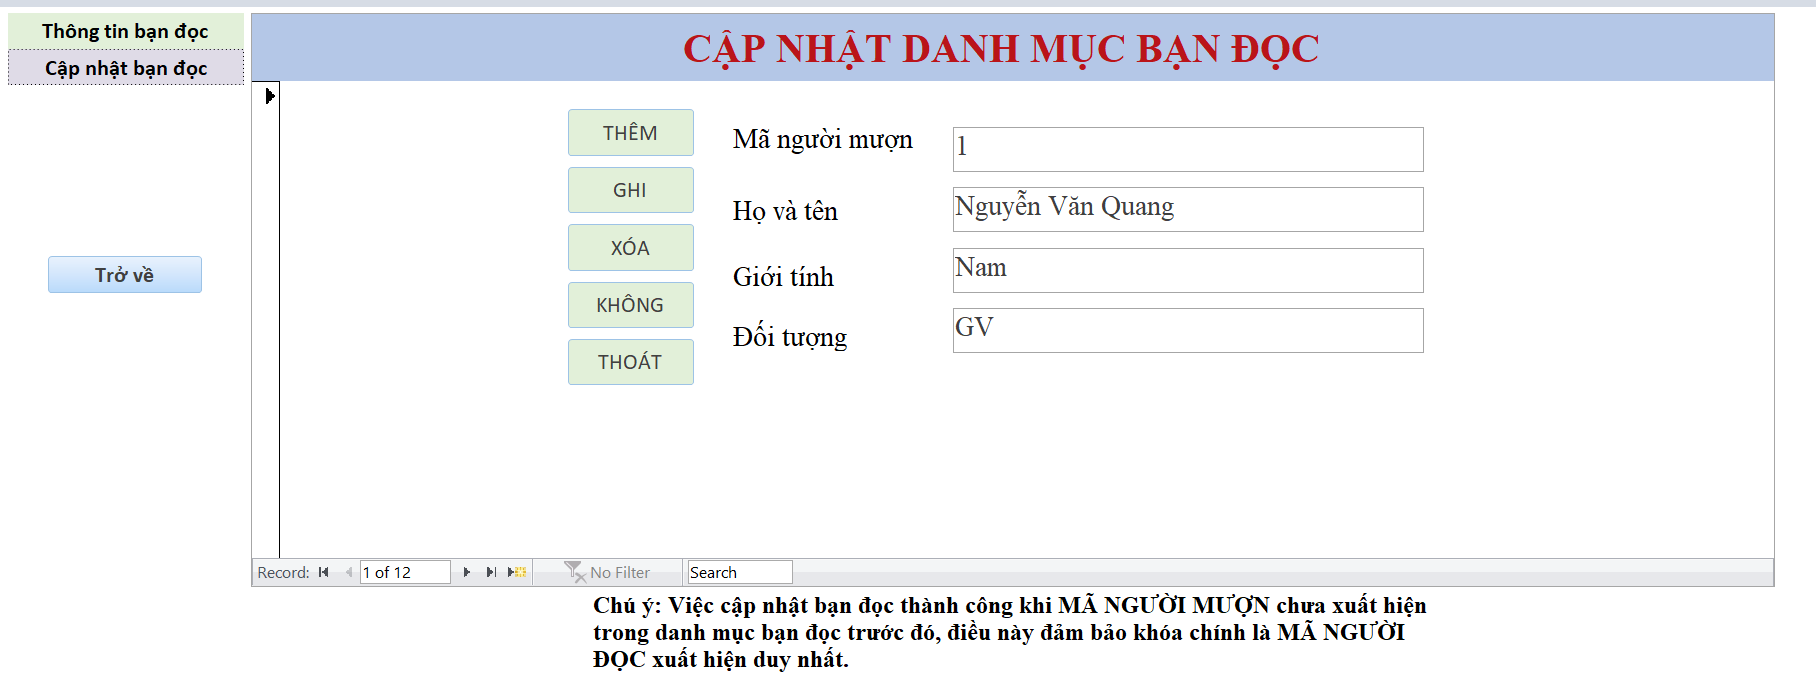 Thông tin bạn đọc
Cập nhật bạn đọc
Trở về
CẬP NHẬT DANH MỤC BẠN ĐỌC
THÊM
GHI
XÓA
KHÔNG
THOÁT
Mã người mượn
1
Họ và tên
Nguyễn Văn Quang
Giới tính
Nam
Đối tượng
GV
Record: 1 of 12 No Filter Search
Chú ý: Việc cập nhật bạn đọc thành công khi MÃ NGƯỜI MƯỢN chưa xuất hiện
trong danh mục bạn đọc trước đó, điều này đảm bảo khóa chính là MÃ NGƯỜI
ĐỌC xuất hiện duy nhất.